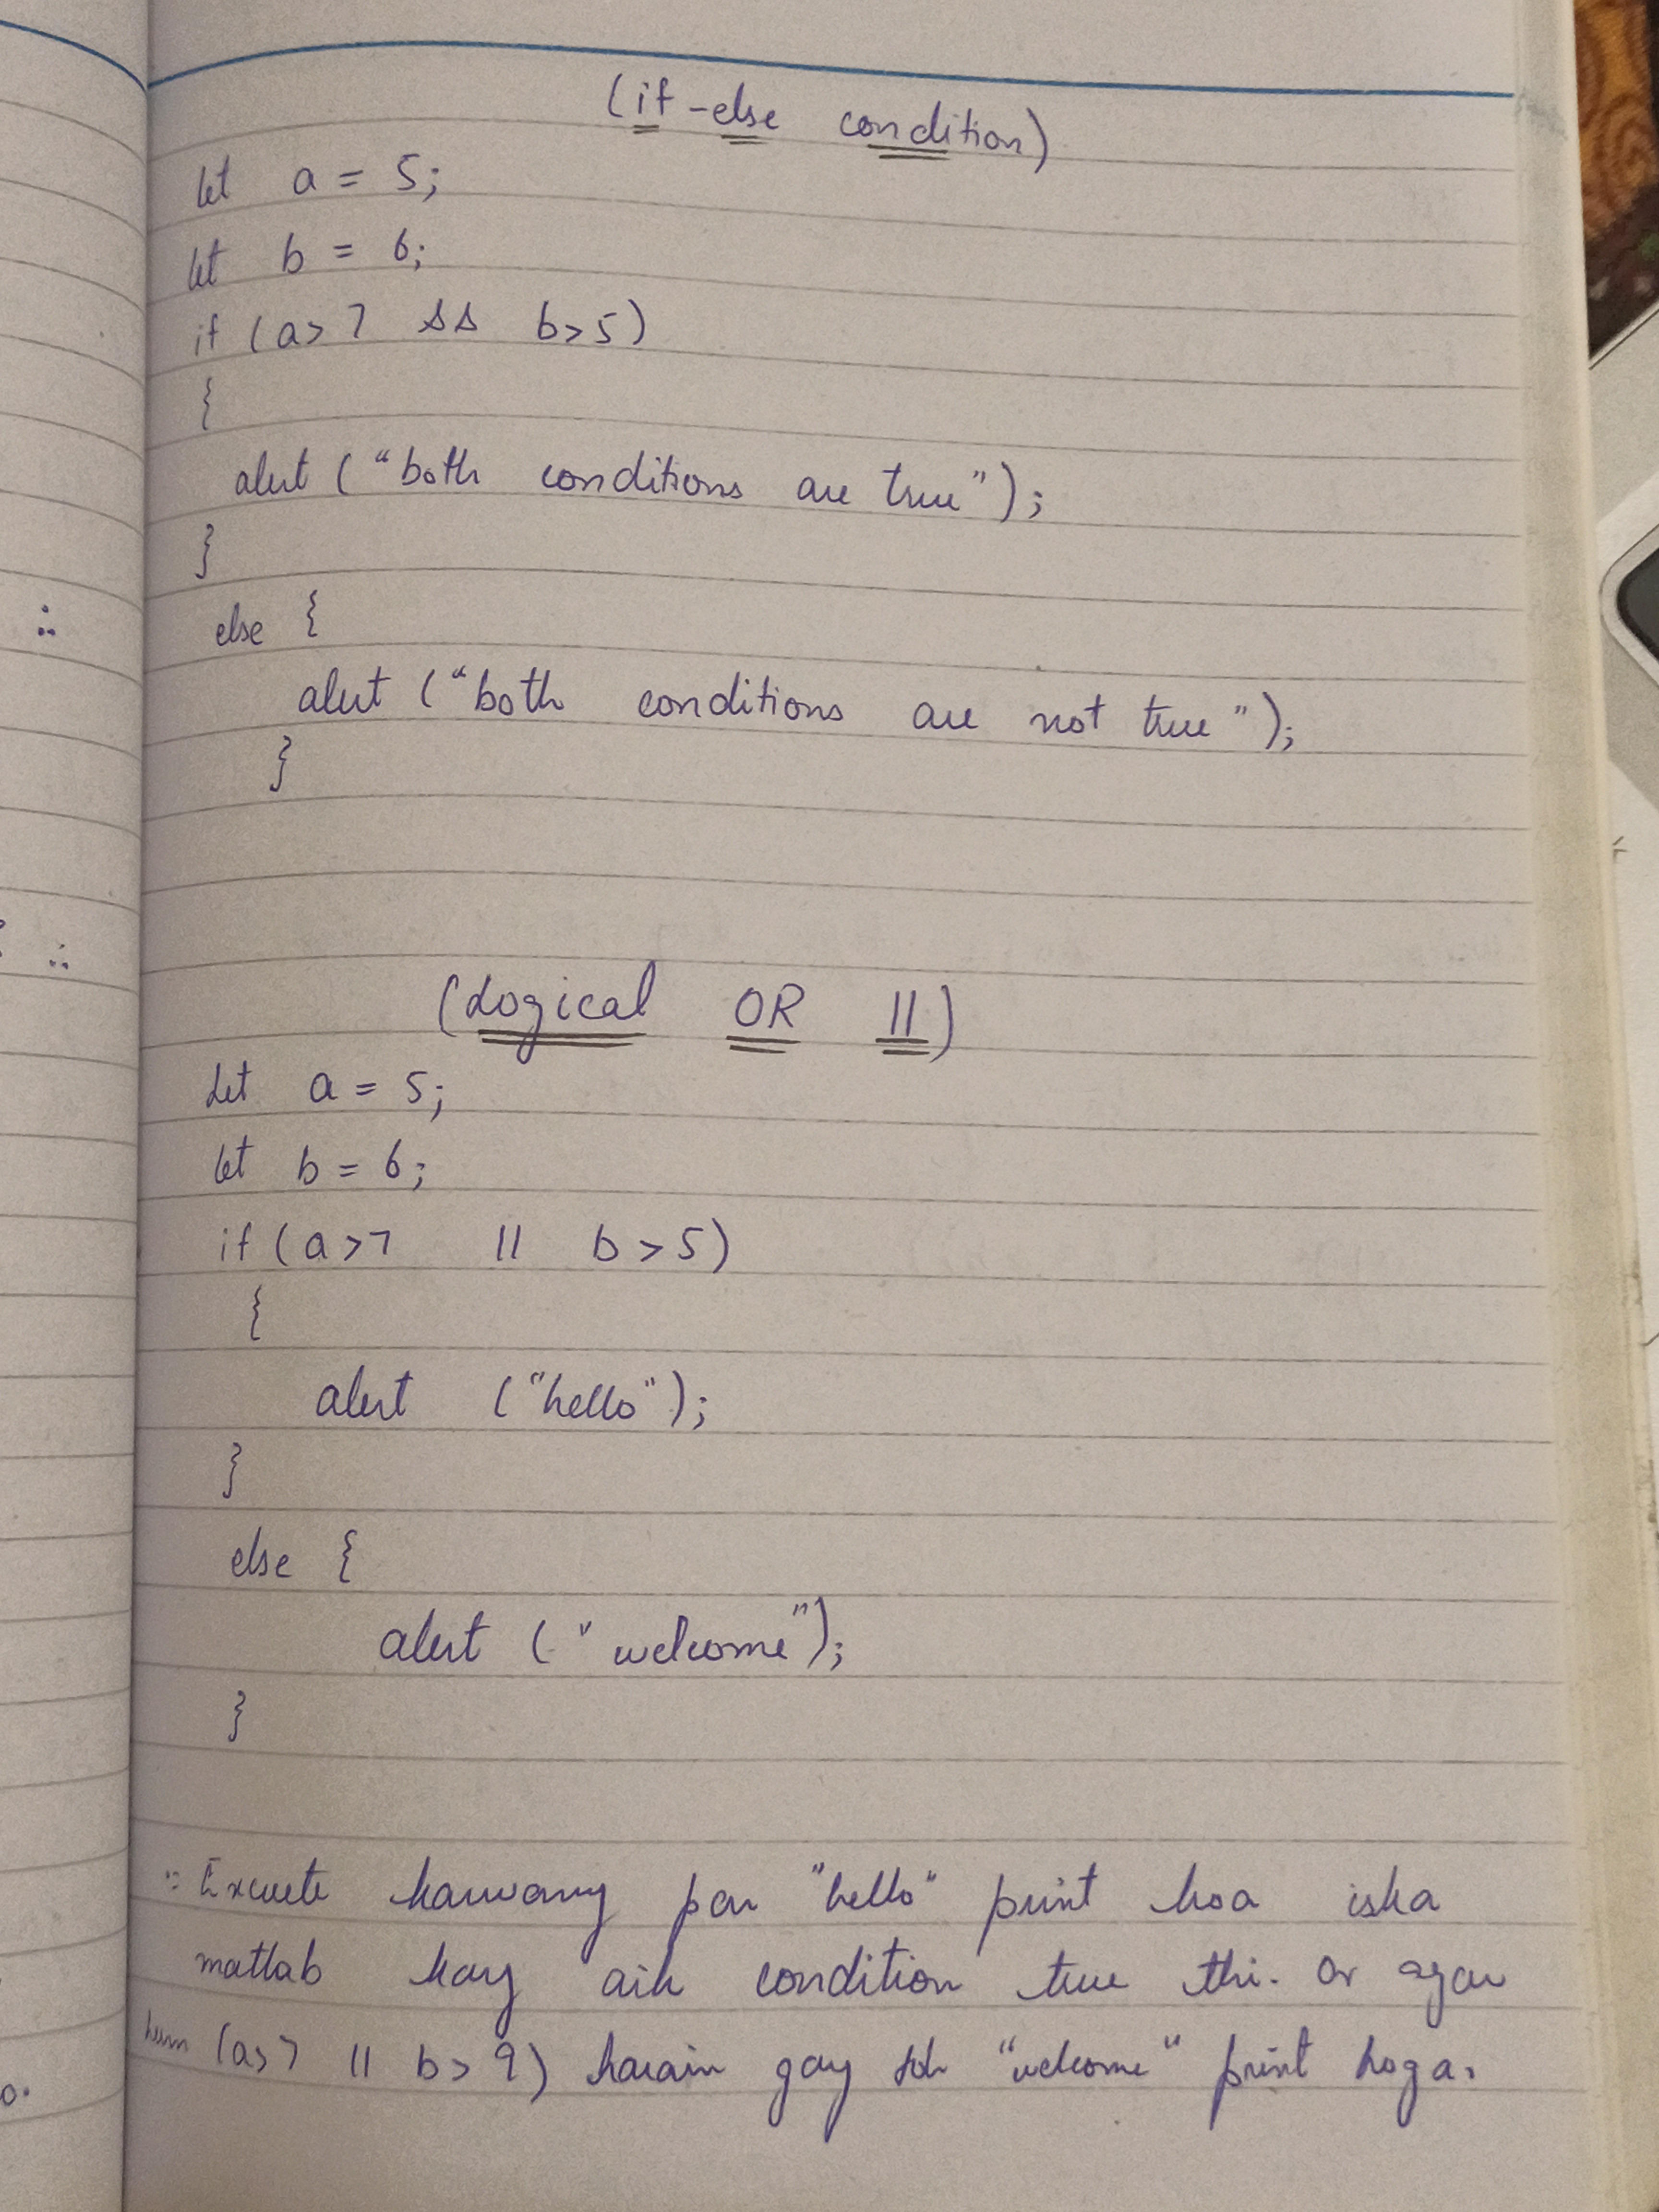 (if-else condition)
let a = 5;
let b = 6;
if (a>7 && b>5)
{
alert ("both conditions are true");
}
else {
alert ("both conditions are not true");
}
(Logical OR ||)
Let a = 5;
let b = 6;
if (a>7 || b>5)
{
alert ("hello");
}
else {
alert ("welcome");
}
Execute karwany par "hello" print hoa iska
matlab kay aik condition true thi. Or agar
hum (a>7 || b>9) karain gay toh "welcome" print hoga.